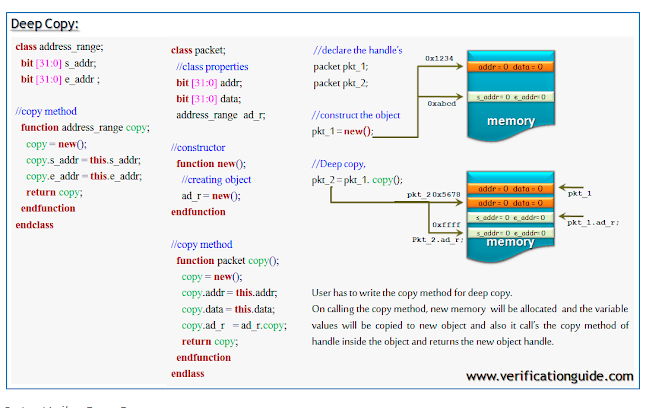 Deep Copy:
class address_range;
bit [31:0] s_addr;
bit [31:0] e_addr ;
//copy method
function address_range copy;
copy = new();
copy.s_addr = this.s_addr;
copy.e_addr = this.e_addr;
return copy;
endfunction
endclass
class packet;
//class properties
bit [31:0] addr;
bit [31:0] data;
address_range ad_r;
//constructor
function new();
//creating object
ad_r = new();
endfunction
//copy method
function packet copy();
copy = new();
copy.addr = this.addr;
copy.data = this.data;
copy.ad_r = ad_r.copy;
return copy;
endfunction
endlass
//declare the handle's
packet pkt_1;
packet pkt_2;
//construct the object
pkt_1 = new();
//Deep copy,
pkt_2 = pkt_1. copy();
0x1234
0xabcd
addr= 0 data= 0
s_addr= 0 e_addr=0
memory
pkt_2 0x5678
0xffff
Pkt_2.ad_r;
addr= 0 data= 0
addr= 0 data= 0
s_addr= 0 e_addr=0
s_addr= 0 e_addr=0
memory
pkt_1
pkt_1.ad_r;
User has to write the copy method for deep copy.
On calling the copy method, new memory will be allocated and the variable
values will be copied to new object and also it call's the copy method of
handle inside the object and returns the new object handle.
www.verificationguide.com